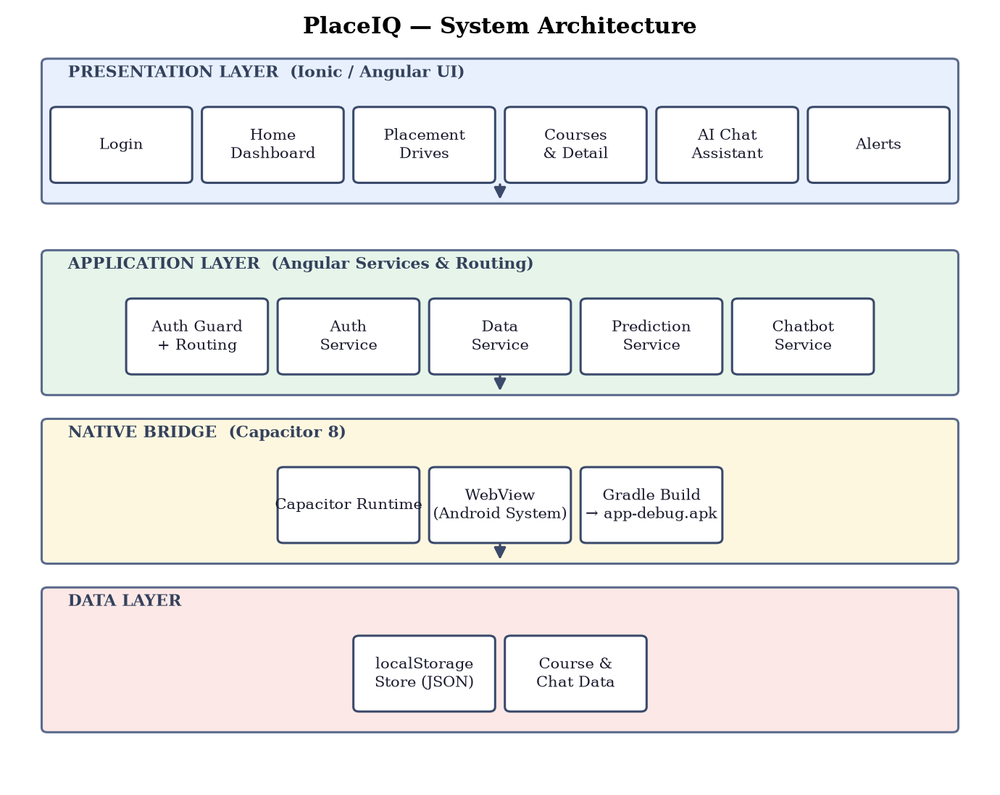 PlaceIQ — System Architecture
PRESENTATION LAYER  (Ionic / Angular UI)
Login
Home
Dashboard
Placement
Drives
Courses
& Detail
AI Chat
Assistant
Alerts
APPLICATION LAYER  (Angular Services & Routing)
Auth Guard
+ Routing
Auth
Service
Data
Service
Prediction
Service
Chatbot
Service
NATIVE BRIDGE  (Capacitor 8)
Capacitor Runtime
WebView
(Android System)
Gradle Build
→ app-debug.apk
DATA LAYER
localStorage
Store (JSON)
Course &
Chat Data